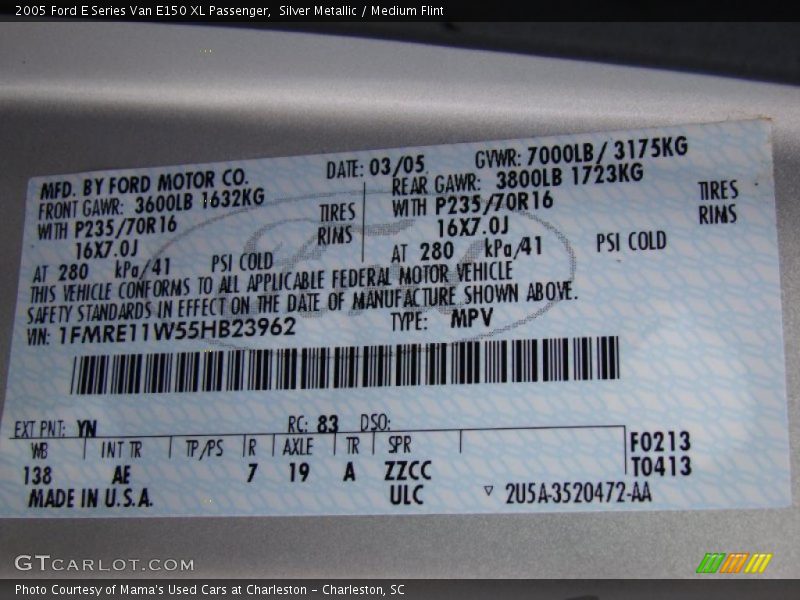 2005 Ford E Series Van E150 XL Passenger,  Silver Metallic / Medium Flint
MFD. BY FORD MOTOR CO.
DATE: 03/05
GVWR: 7000LB/ 3175KG
FRONT GAWR: 3600LB 1632KG
REAR GAWR: 3800LB 1723KG
WITH P235/70R16 TIRES
WITH P235/70R16 TIRES
16X7.0J RIMS
16X7.0J RIMS
AT 280 kPa/41 PSI COLD
AT 280 kPa/41 PSI COLD
THIS VEHICLE CONFORMS TO ALL APPLICABLE FEDERAL MOTOR VEHICLE
SAFETY STANDARDS IN EFFECT ON THE DATE OF MANUFACTURE SHOWN ABOVE.
VIN: 1FMRE11W55HB23962
TYPE: MPV
EXT PNT: YN RC: 83 DSO:
WB INT TR TP/PS R AXLE TR SPR F0213
138 AE 7 19 A ZZCC T0413
MADE IN U.S.A. ULC ▽ 2U5A-3520472-AA
GTCARLOT.COM
Photo Courtesy of Mama's Used Cars at Charleston – Charleston, SC